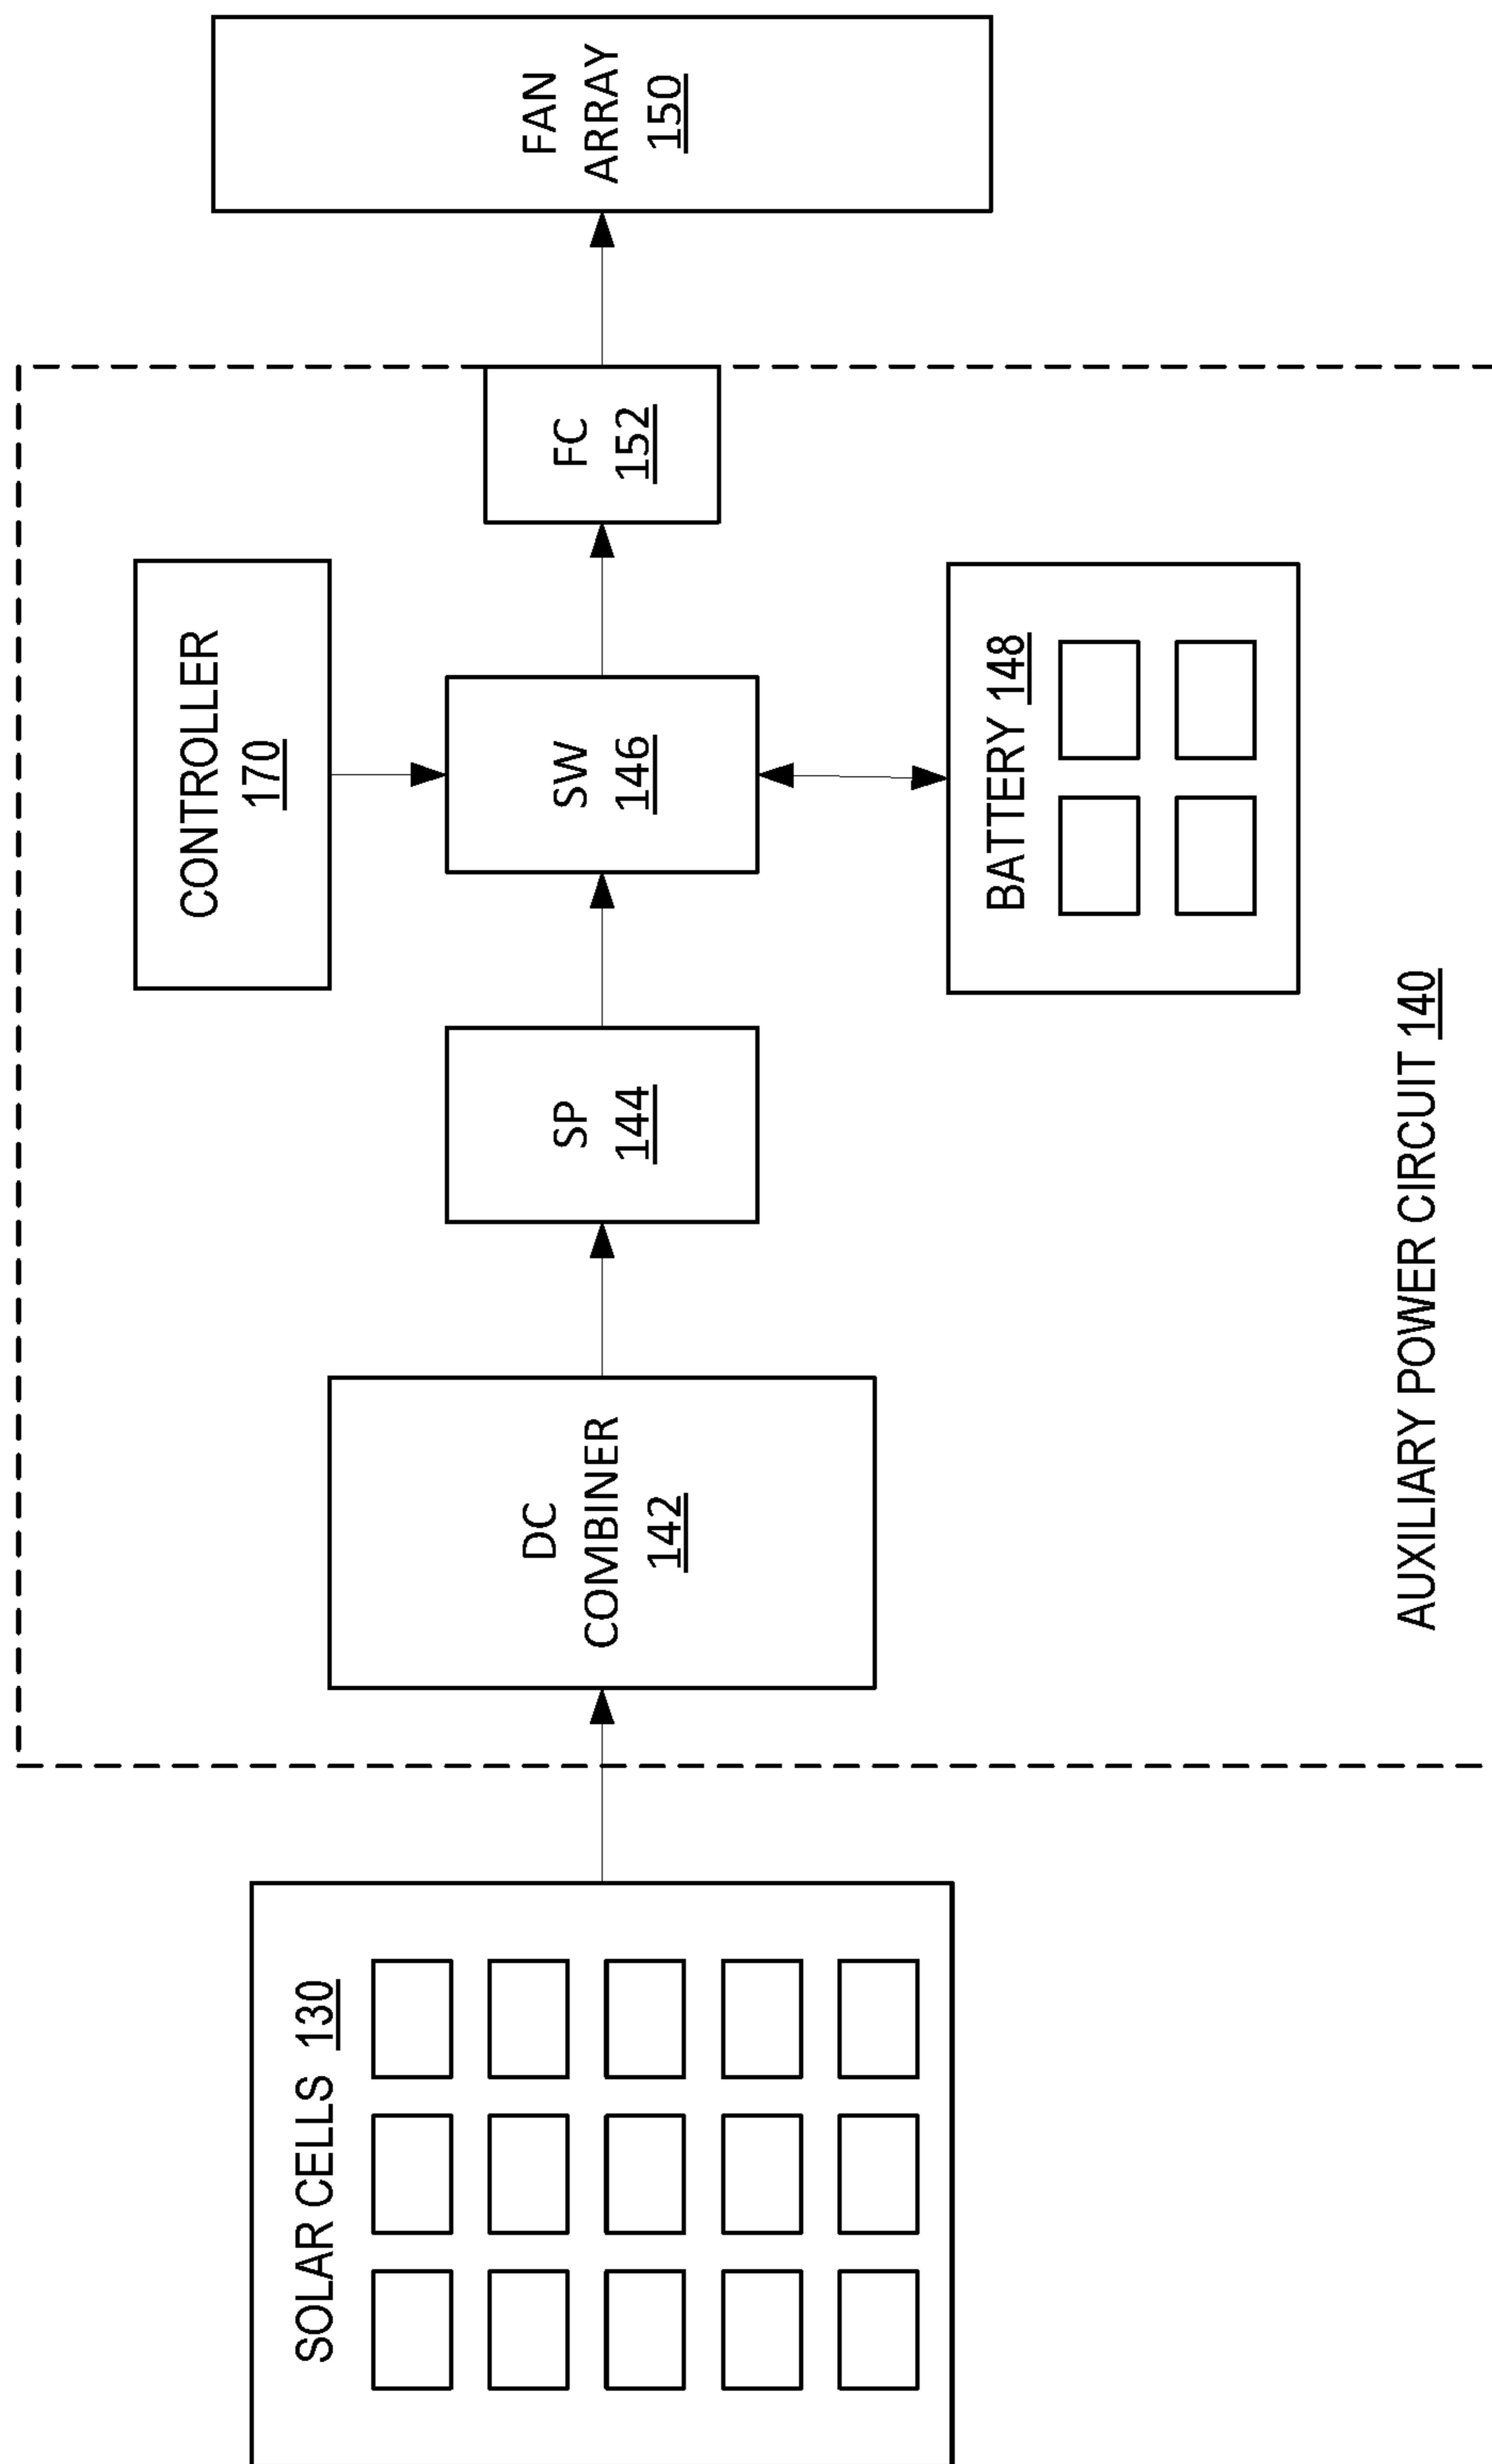 SOLAR CELLS 130
DC
COMBINER
142
SP
144
CONTROLLER
170
SW
146
BATTERY 148
FC
152
FAN
ARRAY
150
AUXILIARY POWER CIRCUIT 140